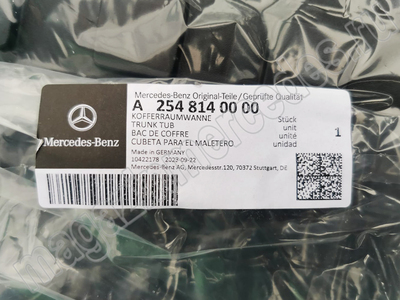 Mercedes-Benz Original-Teile / Geprüfte Qualität
A 254 814 00 00
KOFFERRAUMWANNE
TRUNK TUB
BAC DE COFFRE
CUBETA PARA EL MALETERO
Stück
unit
unité
unidad
1
Made in GERMANY
10422178 - 2023-09-22
Mercedes-Benz AG, Mercedesstr.120, 70372 Stuttgart, DE
Mercedes-Benz